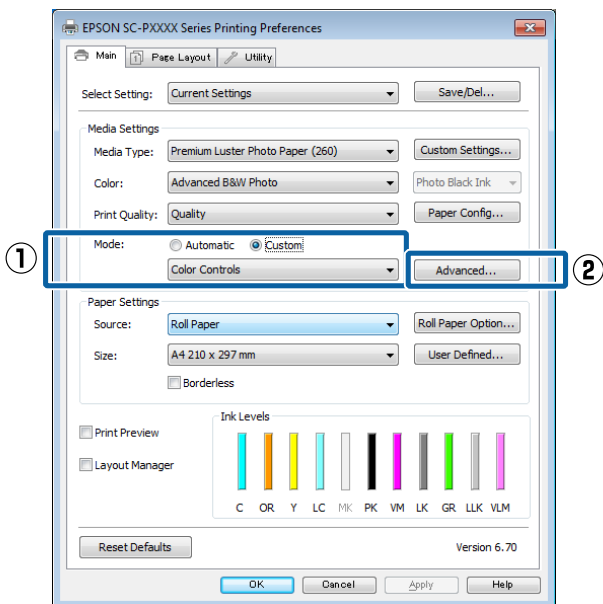 EPSON SC-PXXXX Series Printing Preferences
Main Page Layout Utility
Select Setting: Current Settings Save/Del...
Media Settings
Media Type: Premium Luster Photo Paper (260) Custom Settings...
Color: Advanced B&W Photo Photo Black Ink
Print Quality: Quality Paper Config...
① Mode: Automatic Custom
Color Controls Advanced... ②
Paper Settings
Source: Roll Paper Roll Paper Option...
Size: A4 210 x 297 mm User Defined...
Borderless
Ink Levels
Print Preview
Layout Manager
C OR Y LC MK PK VM LK GR LLK VLM
Reset Defaults Version 6.70
OK Cancel Apply Help